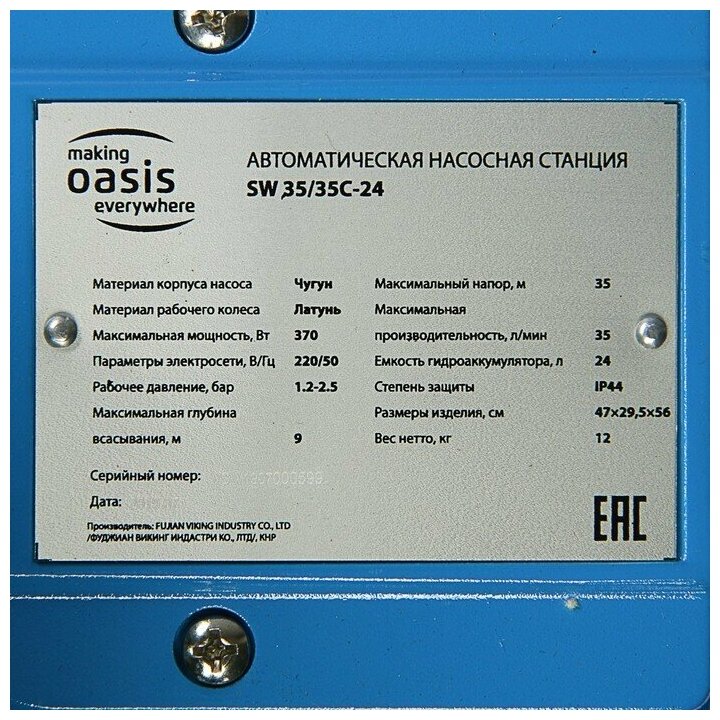 making
oasis
everywhere
АВТОМАТИЧЕСКАЯ НАСОСНАЯ СТАНЦИЯ
SW 35/35C-24
Материал корпуса насоса Чугун
Материал рабочего колеса Латунь
Максимальная мощность, Вт 370
Параметры электросети, В/Гц 220/50
Рабочее давление, бар 1.2-2.5
Максимальная глубина
всасывания, м 9
Максимальный напор, м 35
Максимальная
производительность, л/мин 35
Емкость гидроаккумулятора, л 24
Степень защиты IP44
Размеры изделия, см 47×29,5×56
Вес нетто, кг 12
Серийный номер:
Дата:
Производитель: FUJIAN VIKING INDUSTRY CO., LTD
/ФУДЖИАН ВИКИНГ ИНДАСТРИ КО., ЛТД/, КНР
EAC